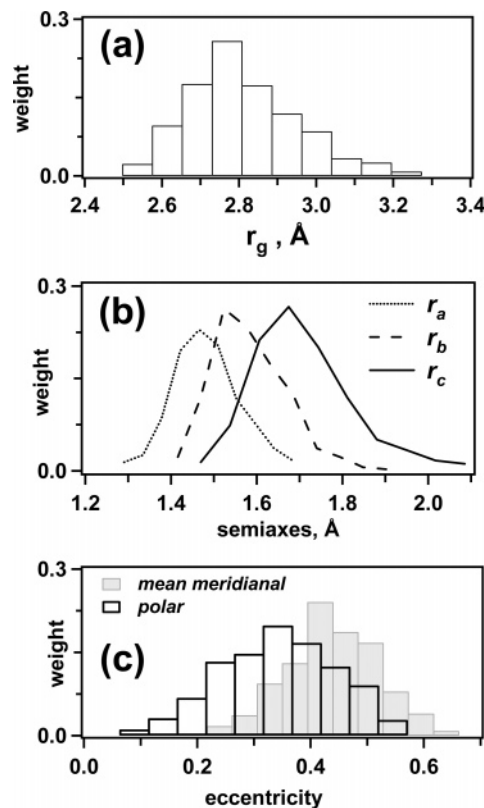 0.3
(a)
weight
0.0
2.4 2.6 2.8 3.0 3.2 3.4
r_g , Å
0.3
(b)
r_a
r_b
r_c
weight
0.0
1.2 1.4 1.6 1.8 2.0
semiaxes, Å
0.3
mean meridianal
polar
(c)
weight
0.0
0.0 0.2 0.4 0.6
eccentricity